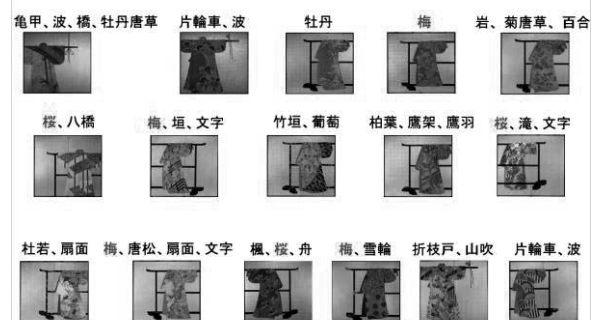 亀甲、波、橋、牡丹唐草
片輪車、波
牡丹
梅
岩、菊唐草、百合
桜、八橋
梅、垣、文字
竹垣、葡萄
柏葉、鷹架、鷹羽
桜、滝、文字
杜若、扇面
梅、唐松、扇面、文字
楓、桜、舟
梅、雪輪
折枝戸、山吹
片輪車、波